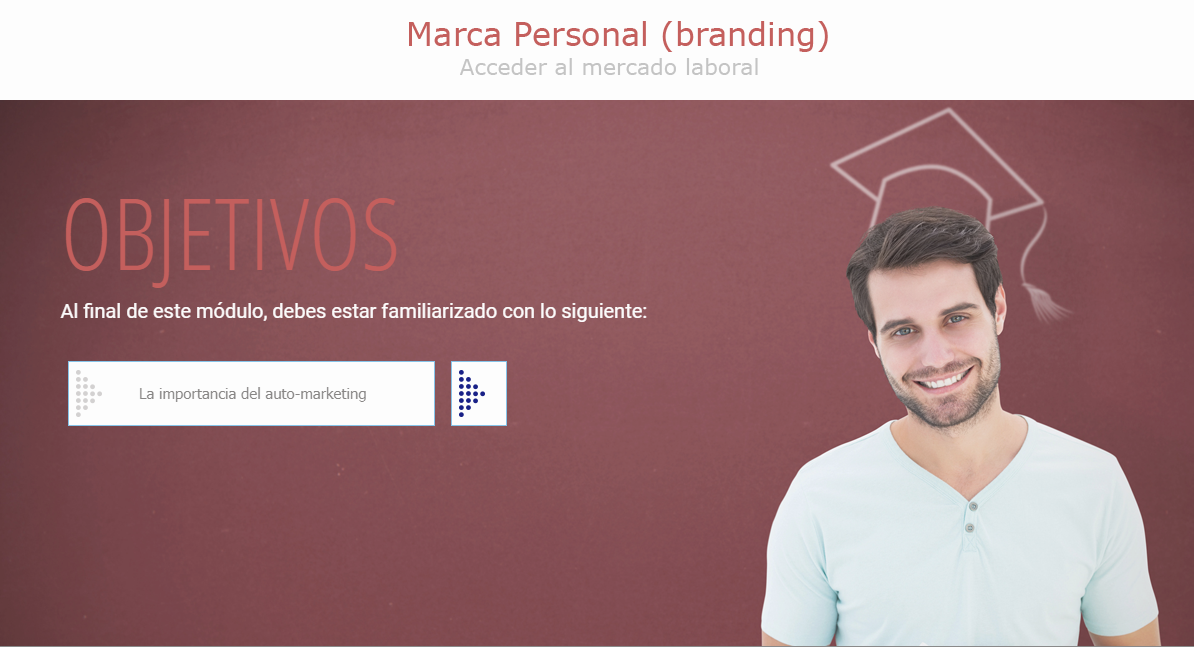 Marca Personal (branding)
Acceder al mercado laboral
OBJETIVOS
Al final de este módulo, debes estar familiarizado con lo siguiente:
La importancia del auto-marketing